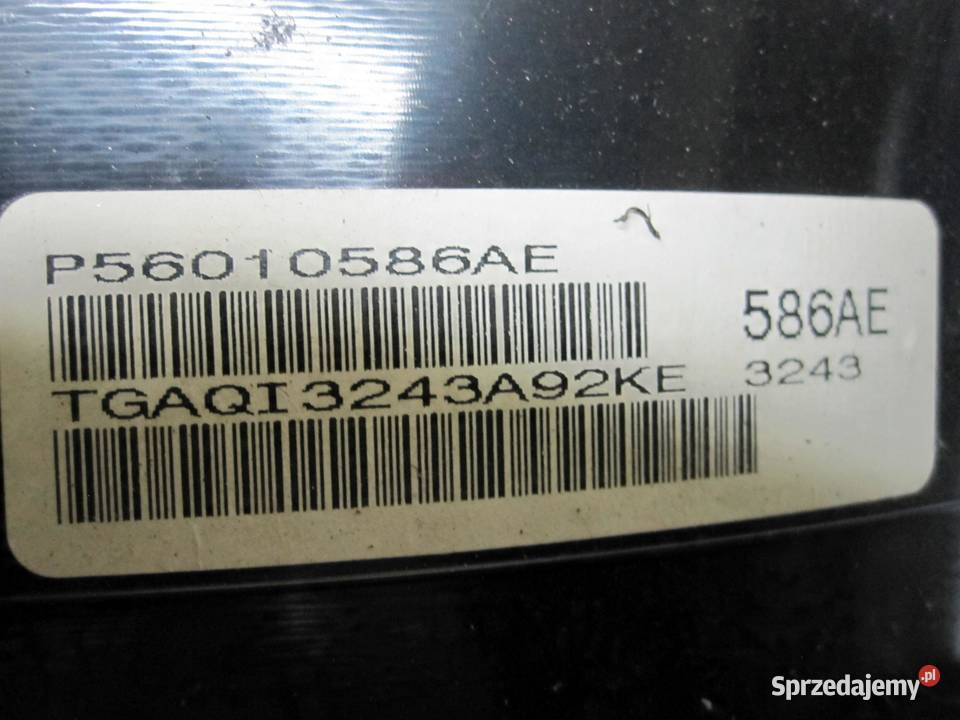 P56010586AE
586AE
TGAQI3243A92KE
3243
Sprzedajemy.pl